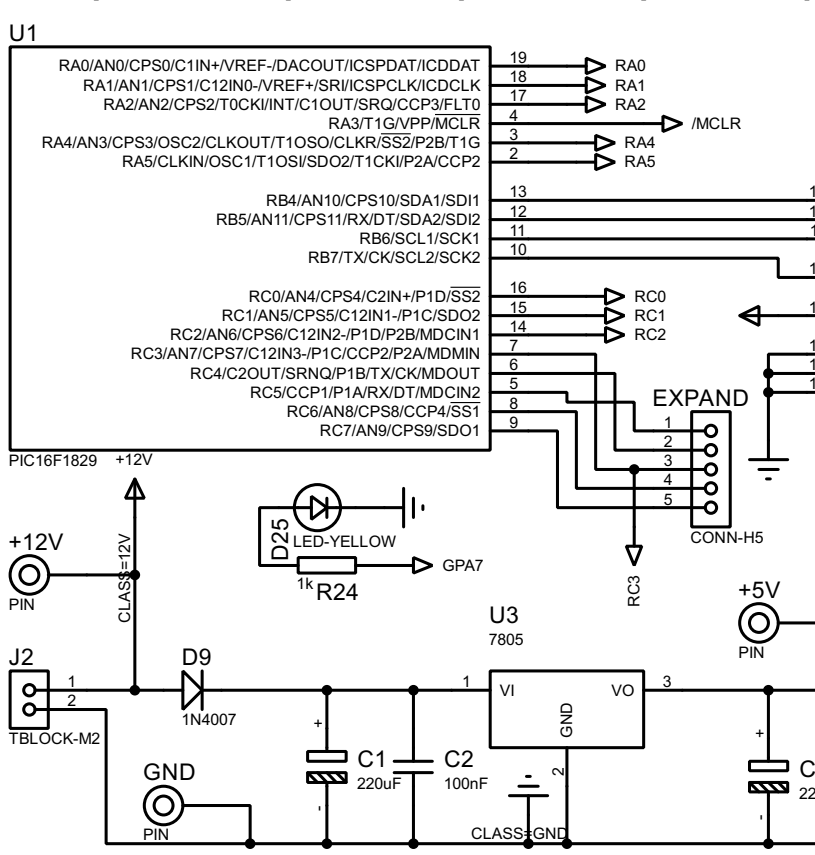 U1
RA0/AN0/CPS0/C1IN+/VREF-/DACOUT/ICSPDAT/ICDDAT 19 RA0
RA1/AN1/CPS1/C12IN0-/VREF+/SRI/ICSPCLK/ICDCLK 18 RA1
RA2/AN2/CPS2/T0CKI/INT/C1OUT/SRQ/CCP3/FLT0 17 RA2
RA3/T1G/VPP/MCLR 4 /MCLR
RA4/AN3/CPS3/OSC2/CLKOUT/T1OSO/CLKR/SS2/P2B/T1G 3 RA4
RA5/CLKIN/OSC1/T1OSI/SDO2/T1CKI/P2A/CCP2 2 RA5
RB4/AN10/CPS10/SDA1/SDI1 13
RB5/AN11/CPS11/RX/DT/SDA2/SDI2 12
RB6/SCL1/SCK1 11
RB7/TX/CK/SCL2/SCK2 10
RC0/AN4/CPS4/C2IN+/P1D/SS2 16 RC0
RC1/AN5/CPS5/C12IN1-/P1C/SDO2 15 RC1
RC2/AN6/CPS6/C12IN2-/P1D/P2B/MDCIN1 14 RC2
RC3/AN7/CPS7/C12IN3-/P1C/CCP2/P2A/MDMIN 7
RC4/C2OUT/SRNQ/P1B/TX/CK/MDOUT 6
RC5/CCP1/P1A/RX/DT/MDCIN2 5
RC6/AN8/CPS8/CCP4/SS1 8
RC7/AN9/CPS9/SDO1 9
PIC16F1829
EXPAND
1
2
3
4
5
CONN-H5
RC3
+12V
CLASS=12V
+12V
PIN
D25
LED-YELLOW
1k
R24
GPA7
+5V
PIN
U3
7805
J2
1
2
TBLOCK-M2
D9
1N4007
1 VI VO 3
GND
2
+
C1
220uF
-
C2
100nF
GND
PIN
CLASS=GND
+
-